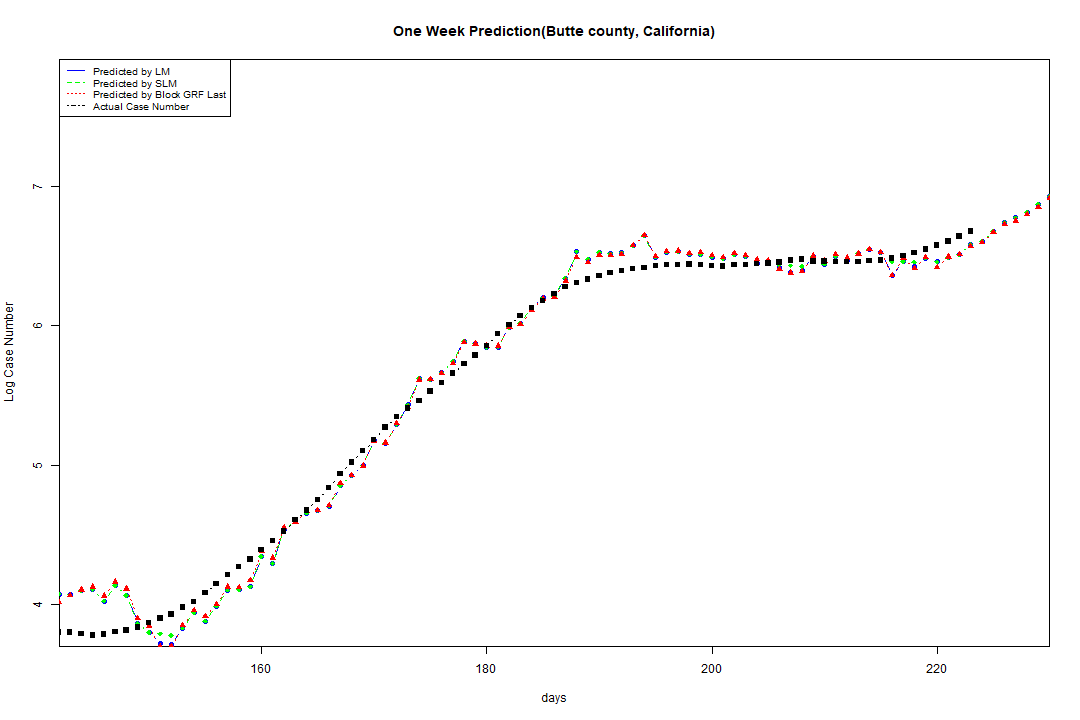 One Week Prediction(Butte county, California)
Predicted by LM
Predicted by SLM
Predicted by Block GRF Last
Actual Case Number
7
6
5
4
Log Case Number
160 180 200 220
days